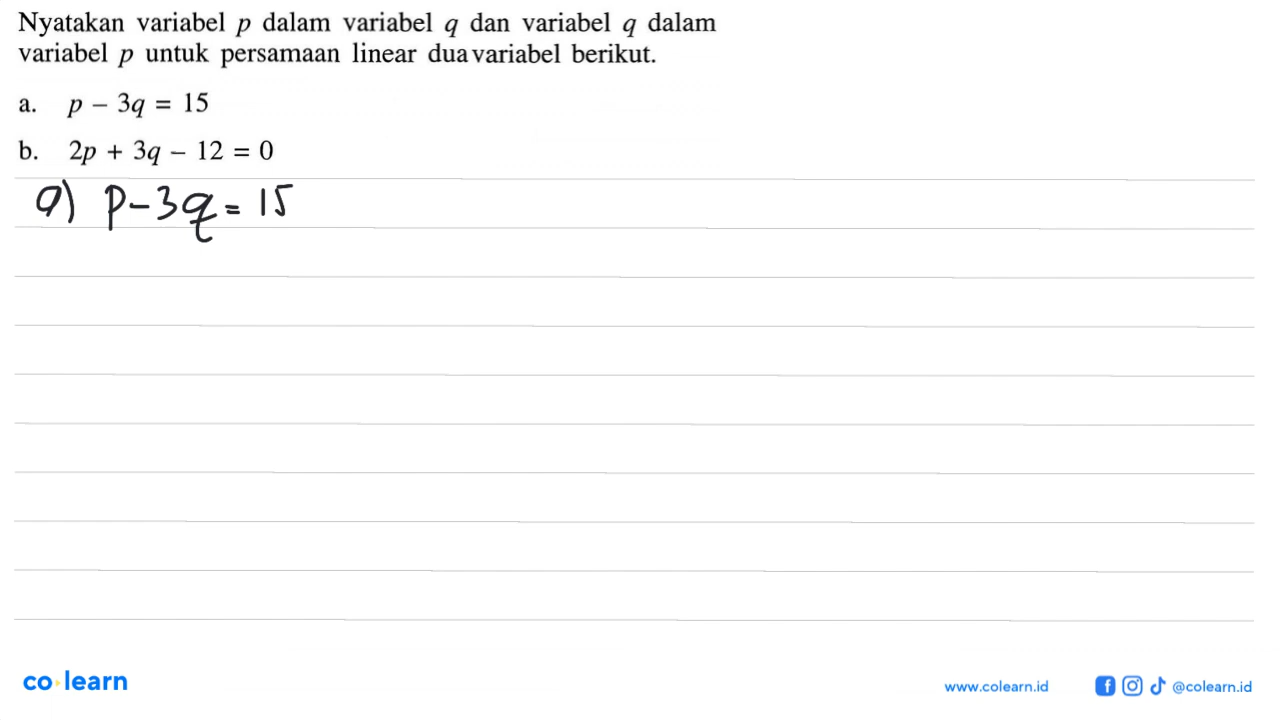 Nyatakan variabel p dalam variabel q dan variabel q dalam
variabel p untuk persamaan linear dua variabel berikut.
a. p – 3q = 15
b. 2p + 3q – 12 = 0
a) p-3q = 15
co learn
www.colearn.id
@colearn.id